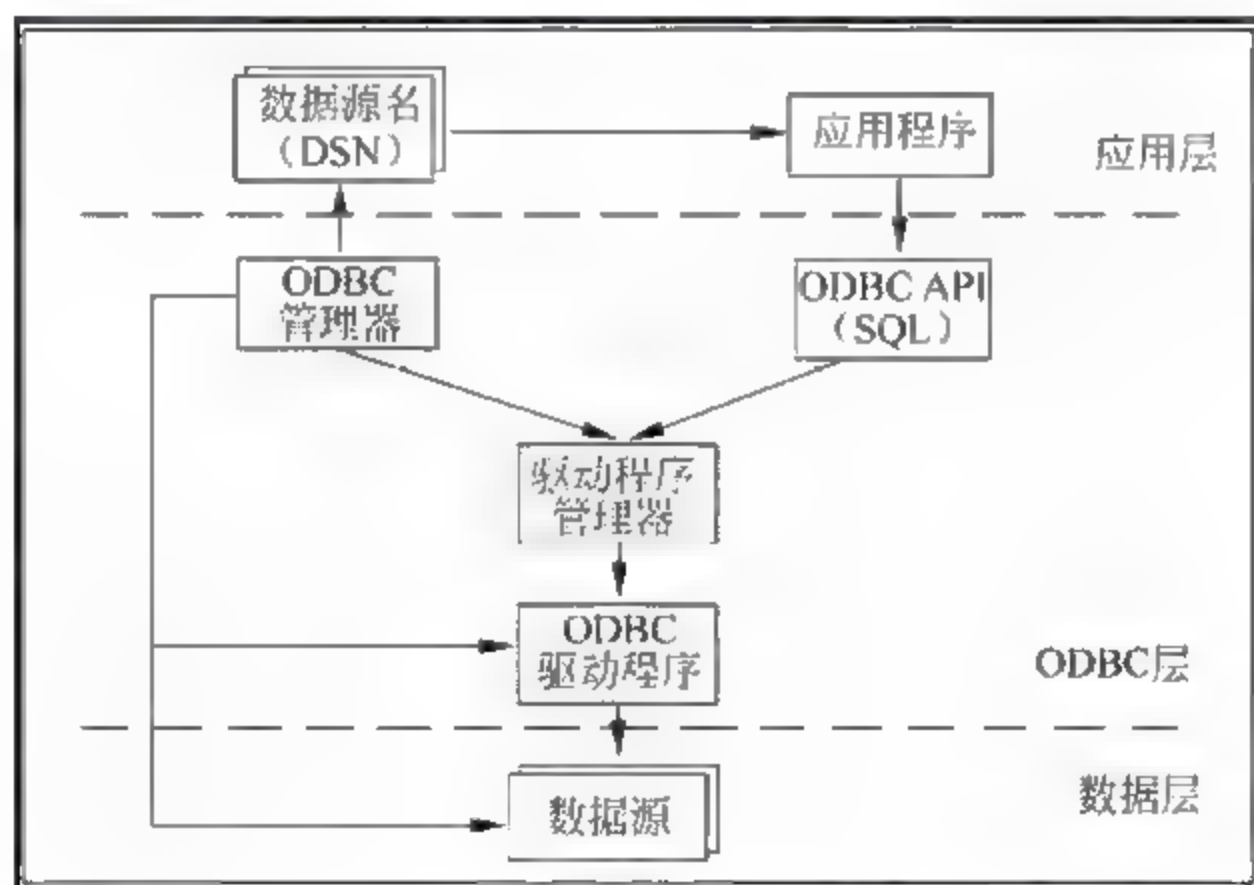 数据源名
（DSN）
应用程序
应用层
ODBC
管理器
ODBC API
（SQL）
驱动程序
管理器
ODBC
驱动程序
ODBC层
数据源
数据层